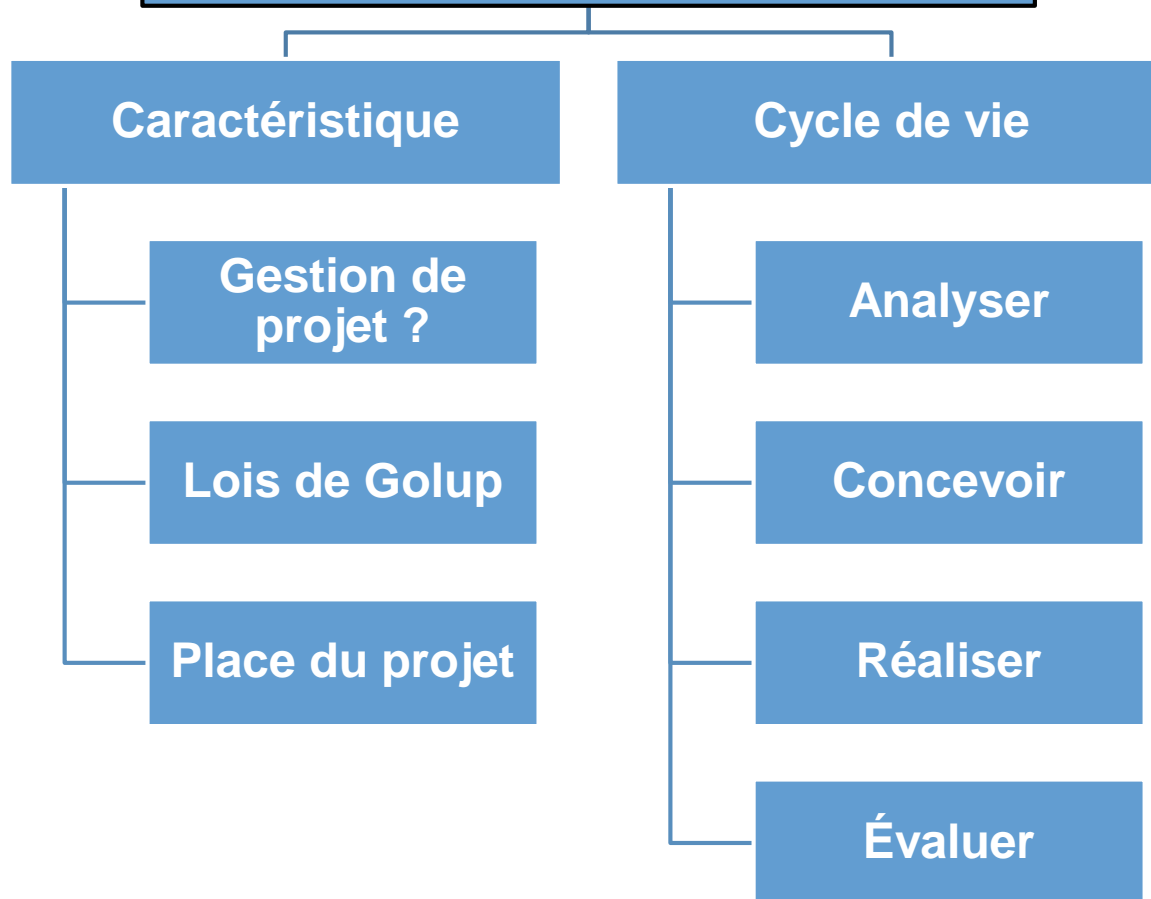 Caractéristique
Gestion de
projet ?
Lois de Golup
Place du projet
Cycle de vie
Analyser
Concevoir
Réaliser
Évaluer